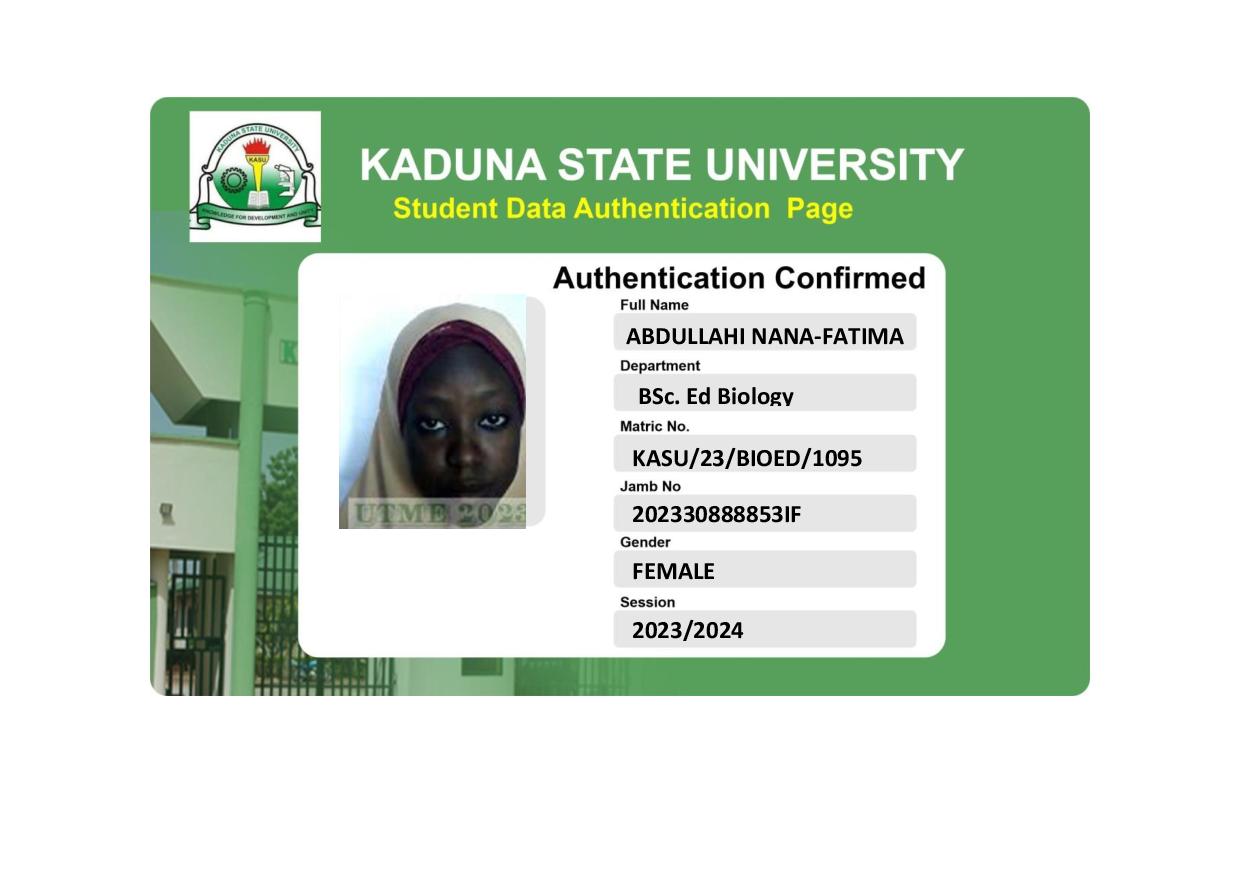 KADUNA STATE UNIVERSITY
KASU
KNOWLEDGE FOR DEVELOPMENT AND UNITY
KADUNA STATE UNIVERSITY
Student Data Authentication Page
Authentication Confirmed
Full Name
ABDULLAHI NANA-FATIMA
Department
BSc. Ed Biology
Matric No.
KASU/23/BIOED/1095
Jamb No
202330888853IF
Gender
FEMALE
Session
2023/2024
UTME 2023
K